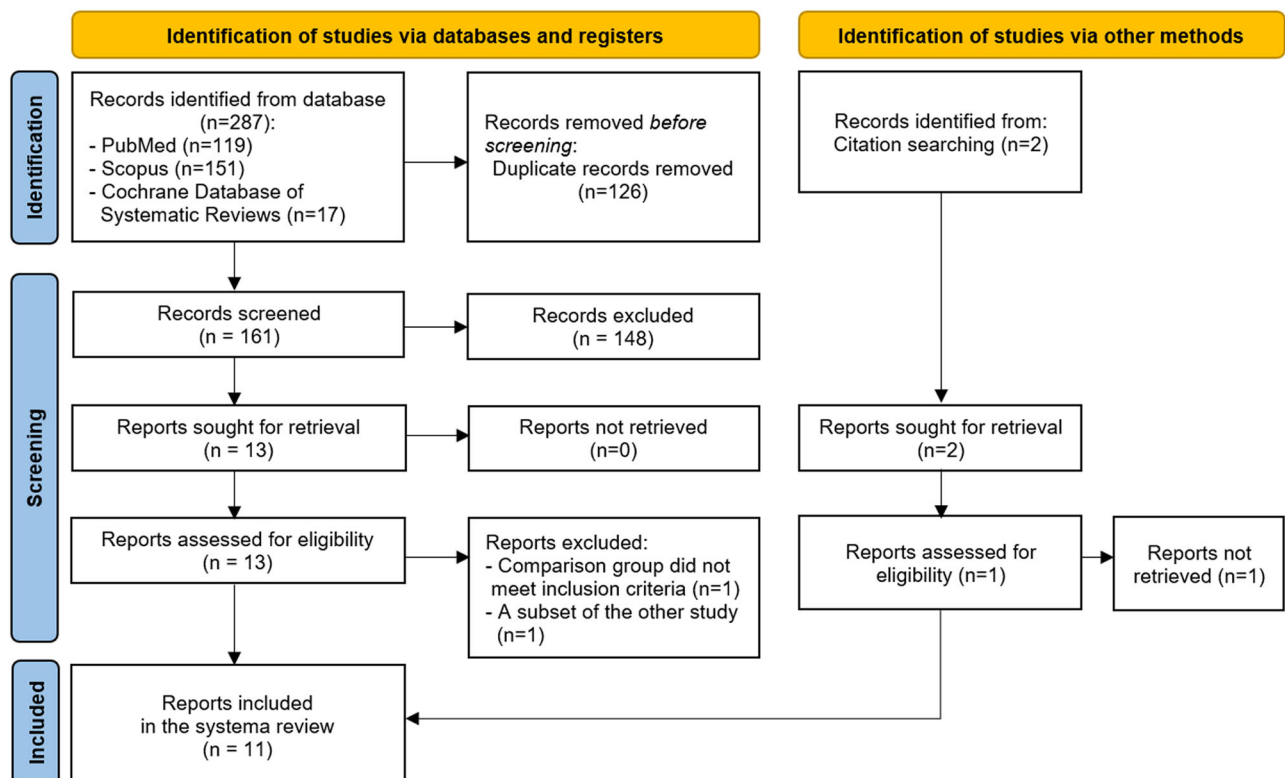 Identification of studies via databases and registers
Identification of studies via other methods
Identification
Records identified from database
(n=287):
- PubMed (n=119)
- Scopus (n=151)
- Cochrane Database of
Systematic Reviews (n=17)
Records removed before
screening:
Duplicate records removed
(n=126)
Records identified from:
Citation searching (n=2)
Screening
Records screened
(n = 161)
Records excluded
(n = 148)
Reports sought for retrieval
(n = 13)
Reports not retrieved
(n=0)
Reports sought for retrieval
(n=2)
Reports assessed for eligibility
(n = 13)
Reports excluded:
- Comparison group did not
meet inclusion criteria (n=1)
- A subset of the other study
(n=1)
Reports assessed for
eligibility (n=1)
Reports not
retrieved (n=1)
Included
Reports included
in the systema review
(n = 11)